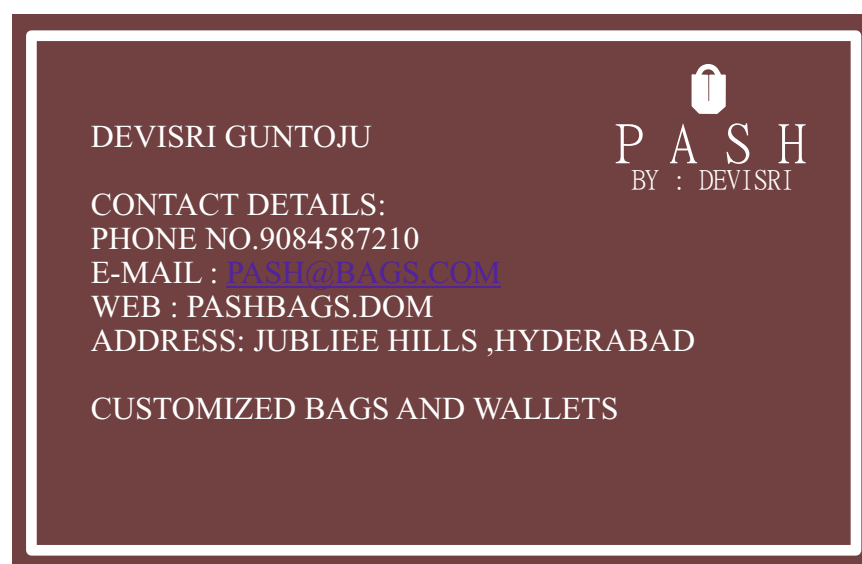 DEVISRI GUNTOJU
P A S H
BY : DEVISRI
CONTACT DETAILS:
PHONE NO.9084587210
E-MAIL : PASH@BAGS.COM
WEB : PASHBAGS.DOM
ADDRESS: JUBLIEE HILLS ,HYDERABAD
CUSTOMIZED BAGS AND WALLETS